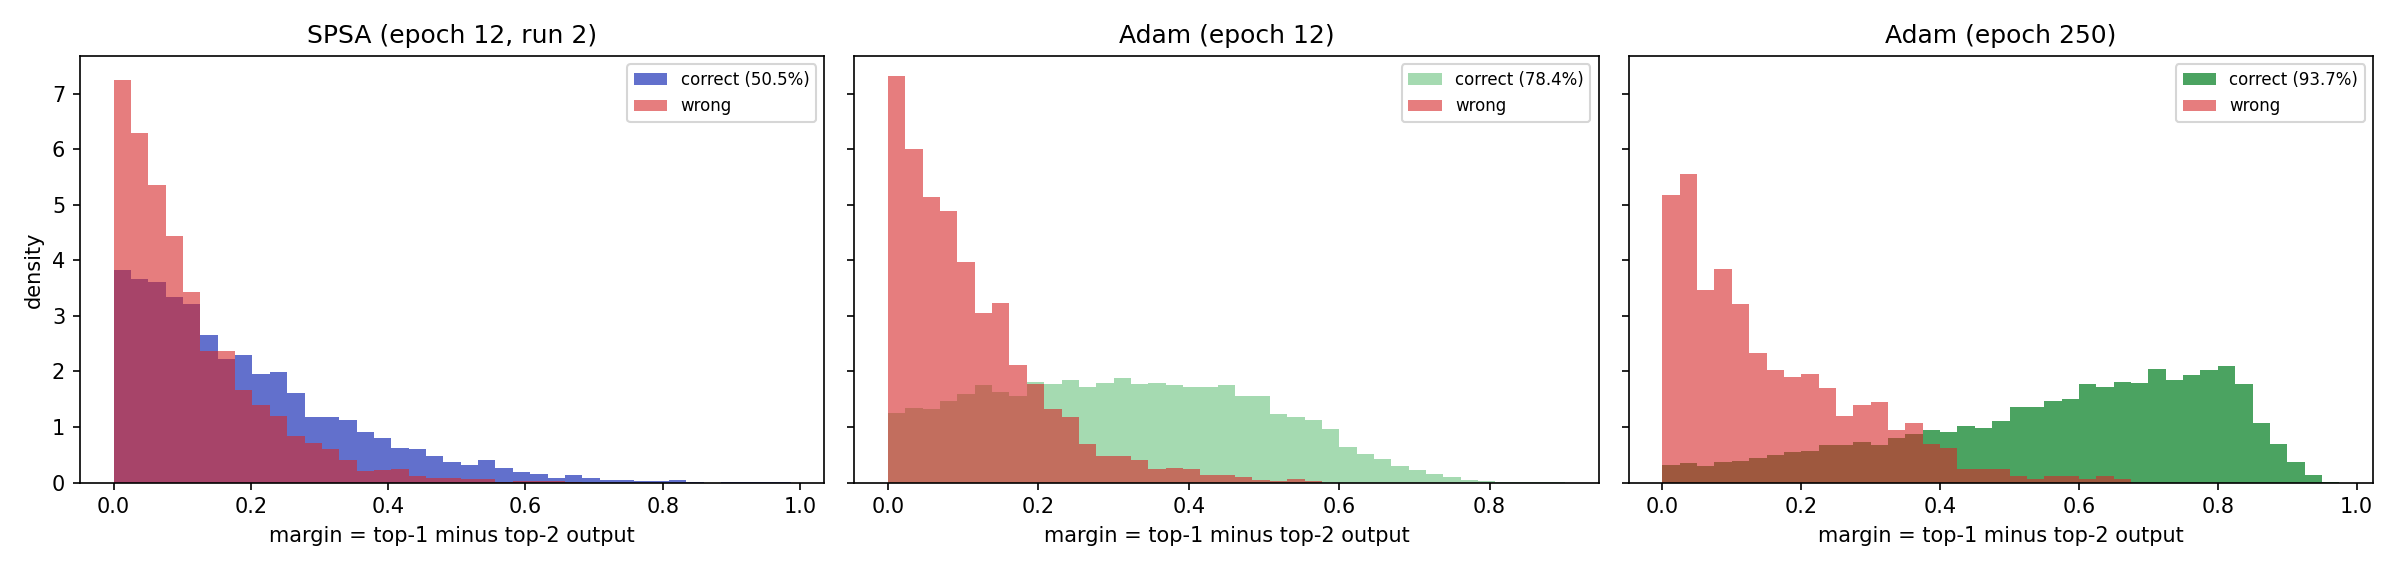 SPSA (epoch 12, run 2)
correct (50.5%)
wrong
density
7
6
5
4
3
2
1
0
0.0 0.2 0.4 0.6 0.8 1.0
margin = top-1 minus top-2 output
Adam (epoch 12)
correct (78.4%)
wrong
0.0 0.2 0.4 0.6 0.8
margin = top-1 minus top-2 output
Adam (epoch 250)
correct (93.7%)
wrong
0.0 0.2 0.4 0.6 0.8 1.0
margin = top-1 minus top-2 output